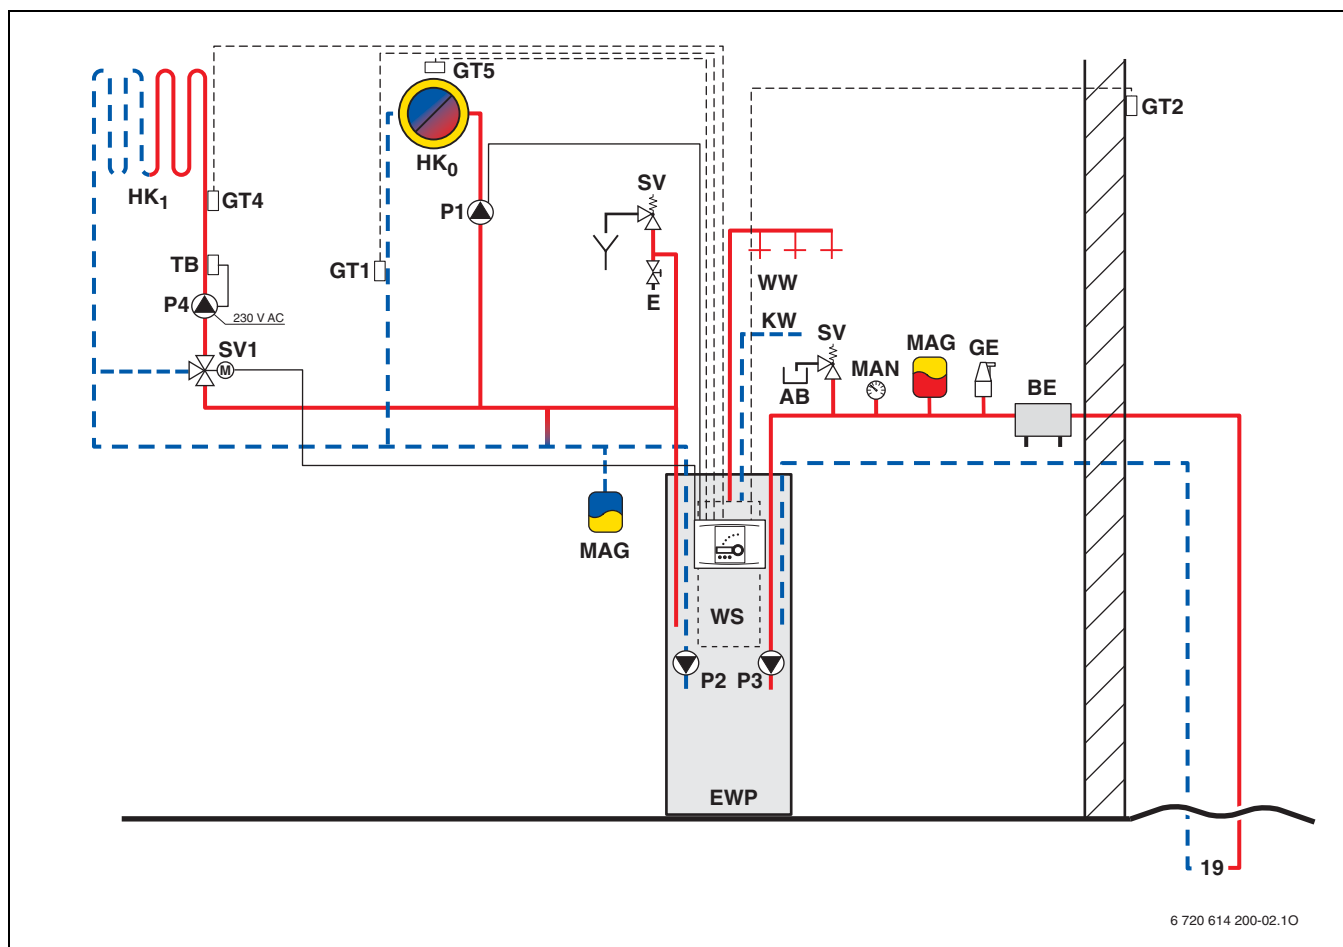 GT5
GT2
HK0
SV
HK1
GT4
P1
TB
GT1
WW
P4
E
230 V AC
KW
SV
SV1
MAG
GE
M
MAN
AB
BE
MAG
WS
P2
P3
EWP
19
6 720 614 200-02.1O